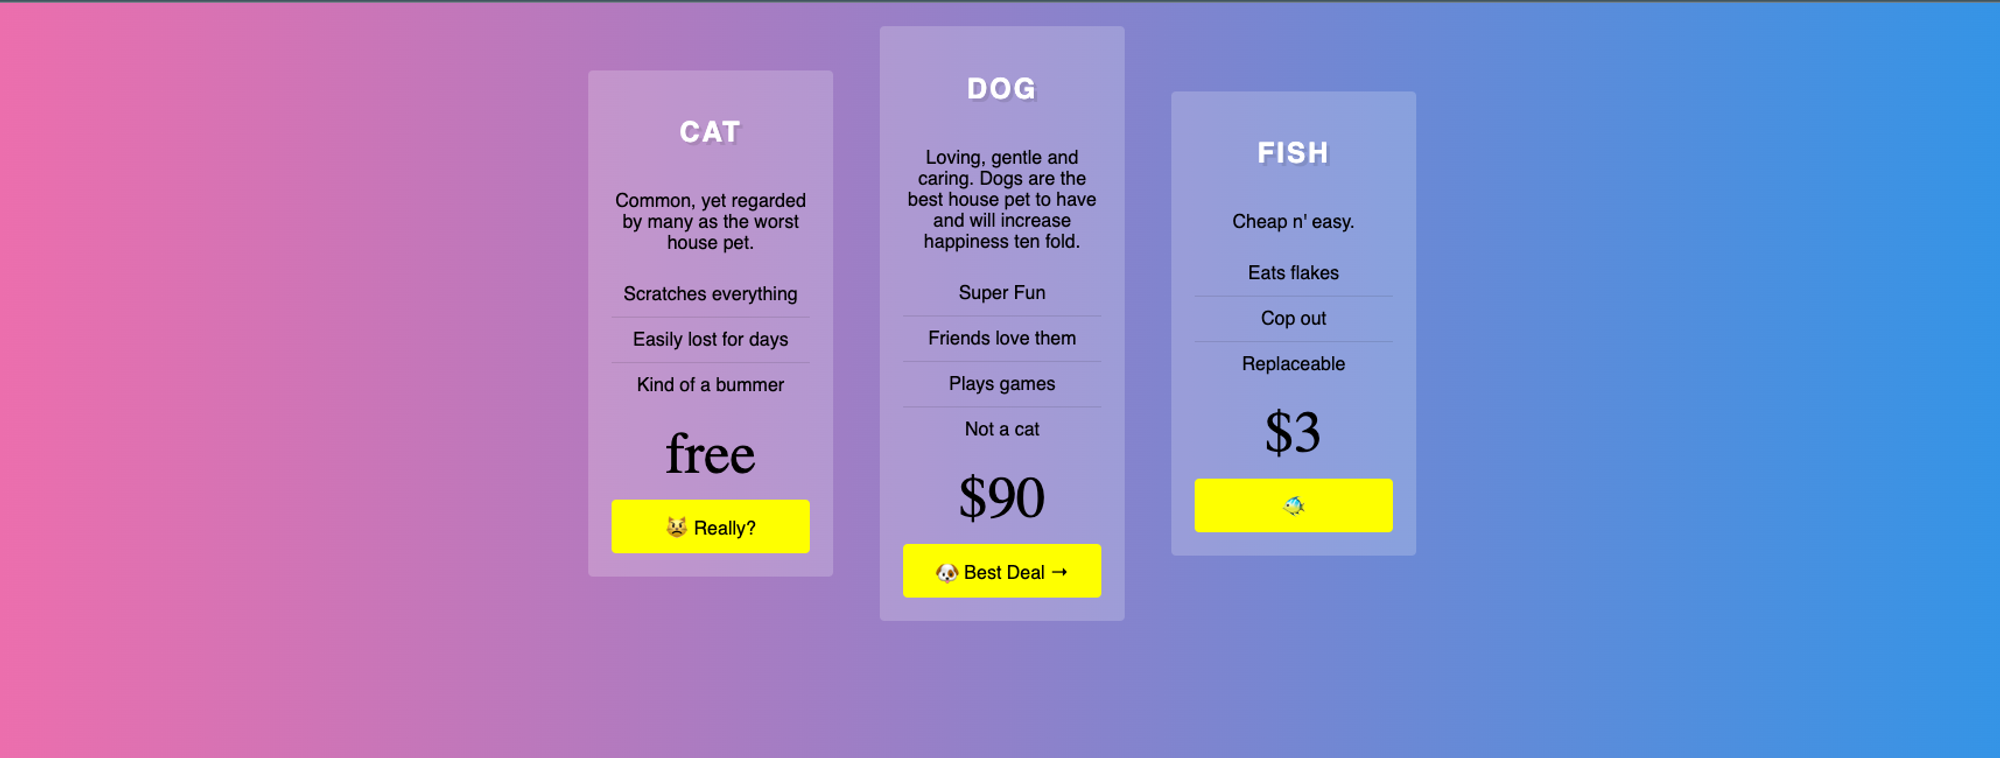 CAT
Common, yet regarded
by many as the worst
house pet.
Scratches everything
Easily lost for days
Kind of a bummer
free
😾 Really?
DOG
Loving, gentle and
caring. Dogs are the
best house pet to have
and will increase
happiness ten fold.
Super Fun
Friends love them
Plays games
Not a cat
$90
🐶 Best Deal →
FISH
Cheap n' easy.
Eats flakes
Cop out
Replaceable
$3
🐟